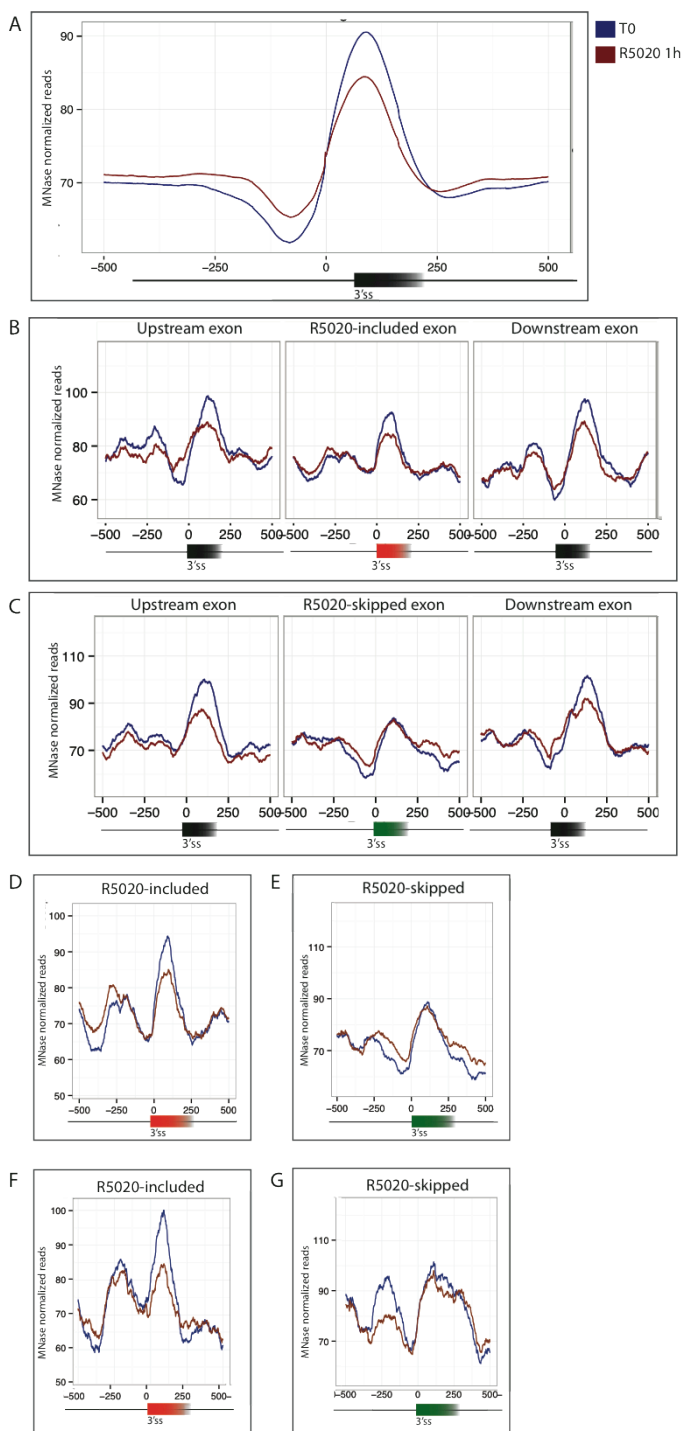 A
T0
R5020 1h
MNase normalized reads
90
80
70
−500 −250 0 250 500
3'ss
B
Upstream exon R5020-included exon Downstream exon
MNase normalized reads
100
80
60
-500 -250 0 250 500 -500 -250 0 250 500 -500 -250 0 250 500
3'ss 3'ss 3'ss
C
Upstream exon R5020-skipped exon Downstream exon
MNase normalized reads
110
90
70
-500 -250 0 250 500 -500 -250 0 250 500 -500 -250 0 250 500
3'ss 3'ss 3'ss
D
R5020-included
MNase normalized reads
100
90
80
70
60
50
−500 −250 0 250 500
3'ss
E
R5020-skipped
MNase normalized reads
110
90
70
−500 −250 0 250 500
3'ss
F
R5020-included
MNase normalized reads
100
90
80
70
60
50
-500 -250 0 250 500-
3'ss
G
R5020-skipped
MNase normalized reads
110
90
70
−500 −250 0 250 500−
3'ss